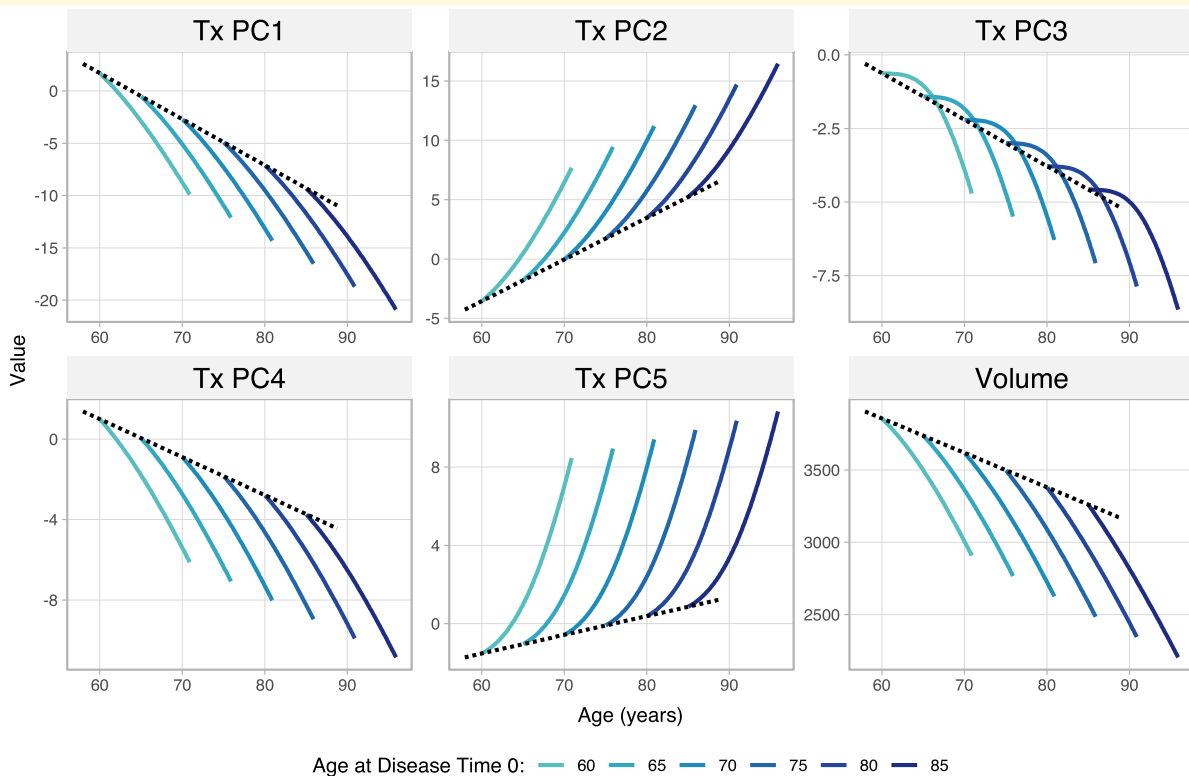 Tx PC1 Tx PC2 Tx PC3
0 -5 -10 -15 -20
15 10 5 0 -5
0.0 -2.5 -5.0 -7.5
60 70 80 90 60 70 80 90 60 70 80 90
Value
Tx PC4 Tx PC5 Volume
0 -4 -8
8 4 0
3500 3000 2500
60 70 80 90 60 70 80 90 60 70 80 90
Age (years)
Age at Disease Time 0: 60 65 70 75 80 85